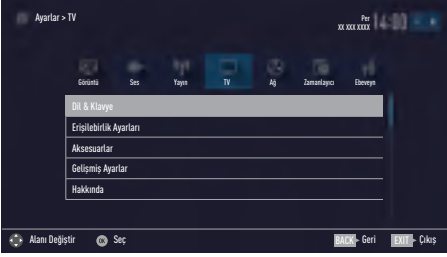 Ayarlar > TV
Per
XX XXX XXXX
14:00
Görüntü Ses Yayın TV Ağ Zamanlayıcı Ebeveyn
Dil & Klavye
Erişilebilirlik Ayarları
Aksesuarlar
Gelişmiş Ayarlar
Hakkında
Alanı Değiştir OK Seç BACK Geri EXIT Çıkış